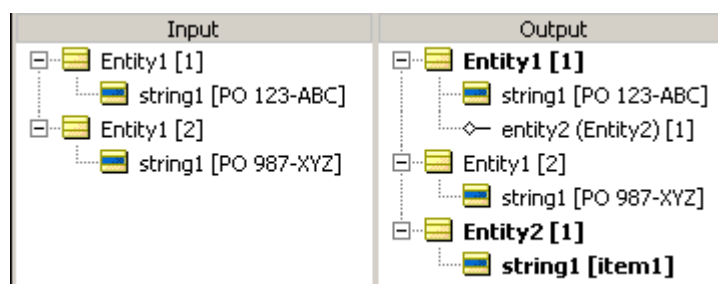 Input
Entity1 [1]
string1 [PO 123-ABC]
Entity1 [2]
string1 [PO 987-XYZ]
Output
Entity1 [1]
string1 [PO 123-ABC]
entity2 (Entity2) [1]
Entity1 [2]
string1 [PO 987-XYZ]
Entity2 [1]
string1 [item1]